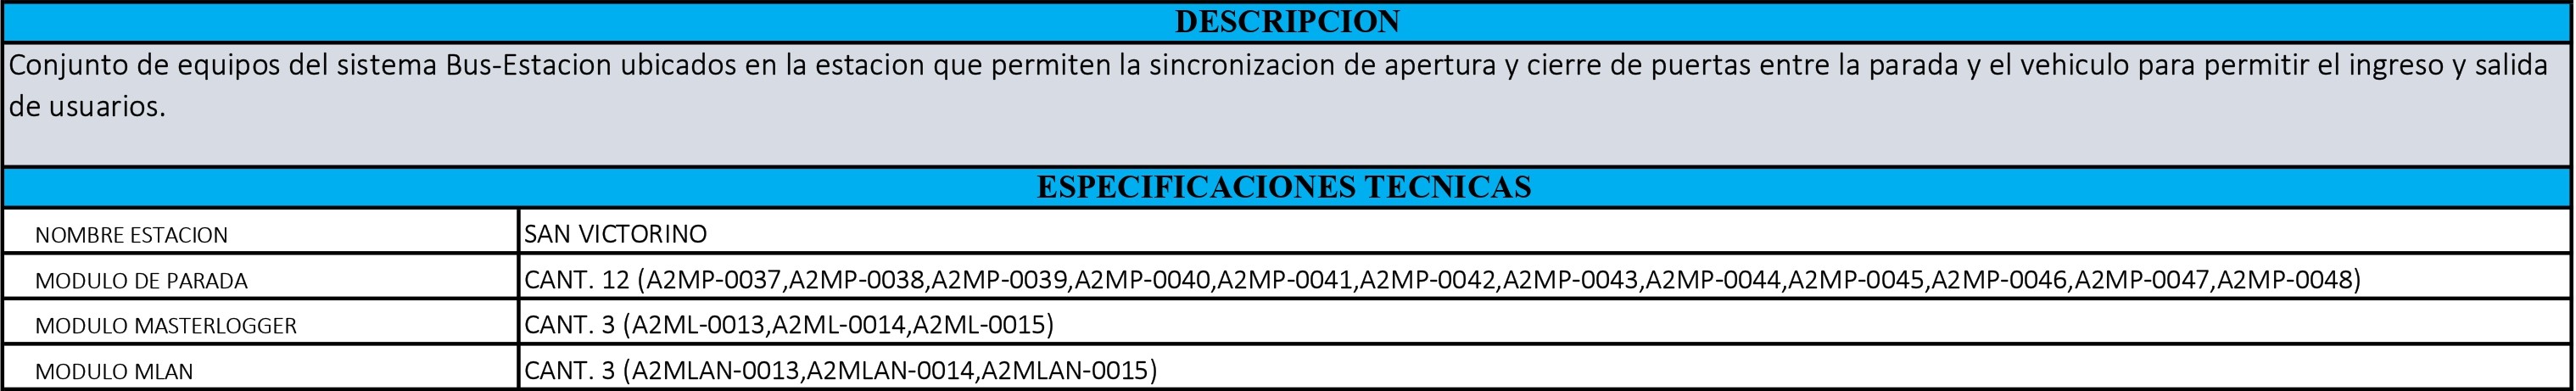 DESCRIPCION
Conjunto de equipos del sistema Bus-Estacion ubicados en la estacion que permiten la sincronizacion de apertura y cierre de puertas entre la parada y el vehiculo para permitir el ingreso y salida
de usuarios.
ESPECIFICACIONES TECNICAS
NOMBRE ESTACION SAN VICTORINO
MODULO DE PARADA CANT. 12 (A2MP-0037,A2MP-0038,A2MP-0039,A2MP-0040,A2MP-0041,A2MP-0042,A2MP-0043,A2MP-0044,A2MP-0045,A2MP-0046,A2MP-0047,A2MP-0048)
MODULO MASTERLOGGER CANT. 3 (A2ML-0013,A2ML-0014,A2ML-0015)
MODULO MLAN CANT. 3 (A2MLAN-0013,A2MLAN-0014,A2MLAN-0015)